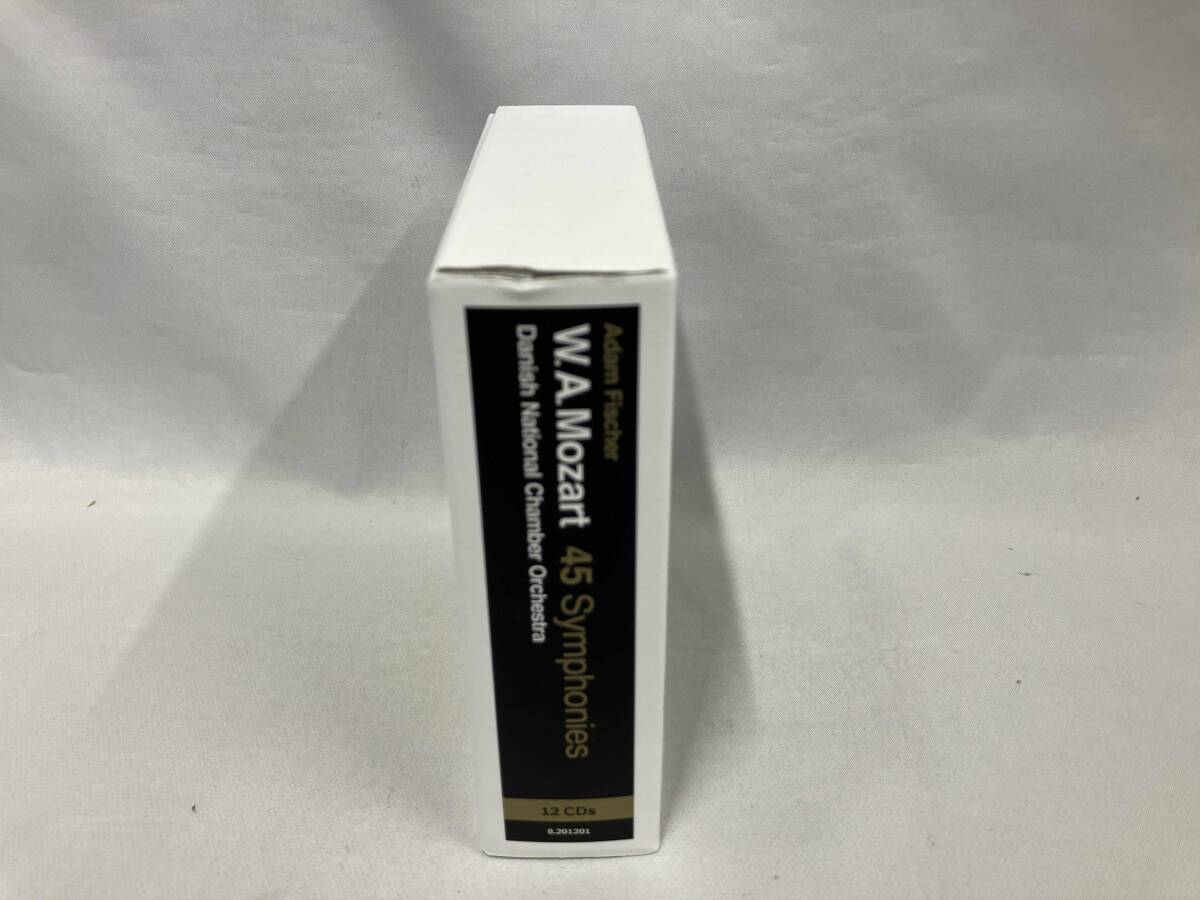 Adam Fischer
W.A.Mozart 45 Symphonies
Danish National Chamber Orchestra
12 CDs
8.201201